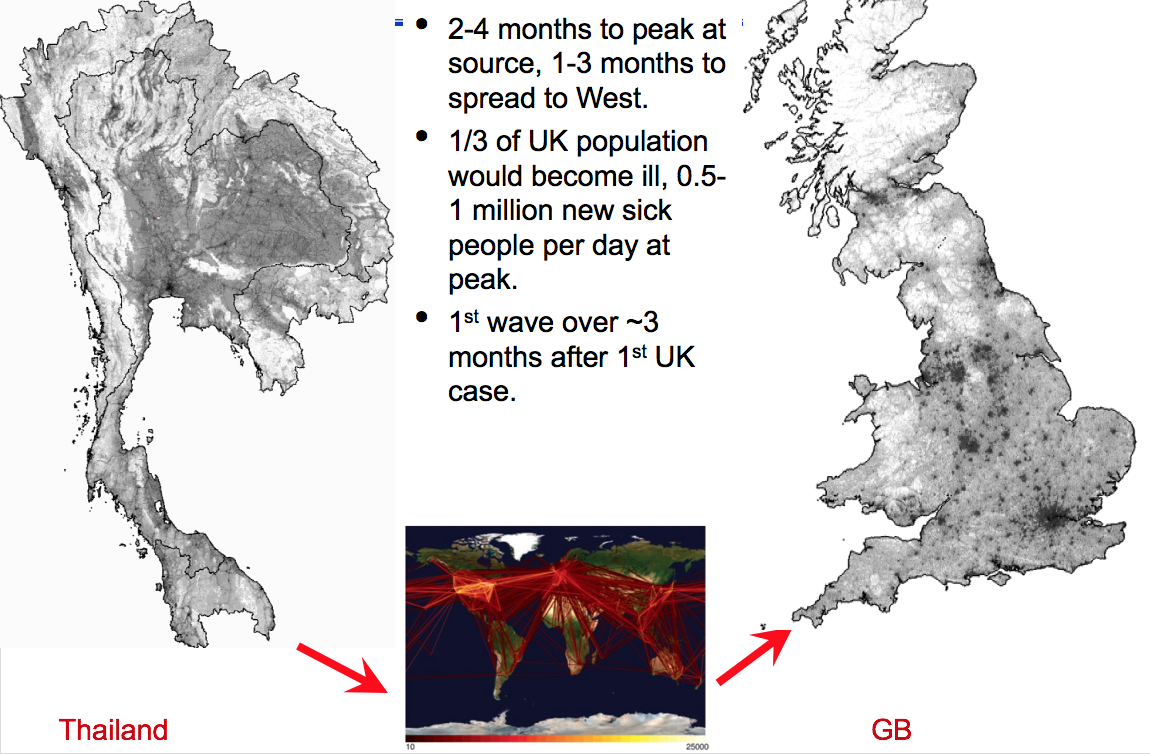 • 2-4 months to peak at
source, 1-3 months to
spread to West.
• 1/3 of UK population
would become ill, 0.5-
1 million new sick
people per day at
peak.
• 1st wave over ~3
months after 1st UK
case.
10 25000
Thailand
GB